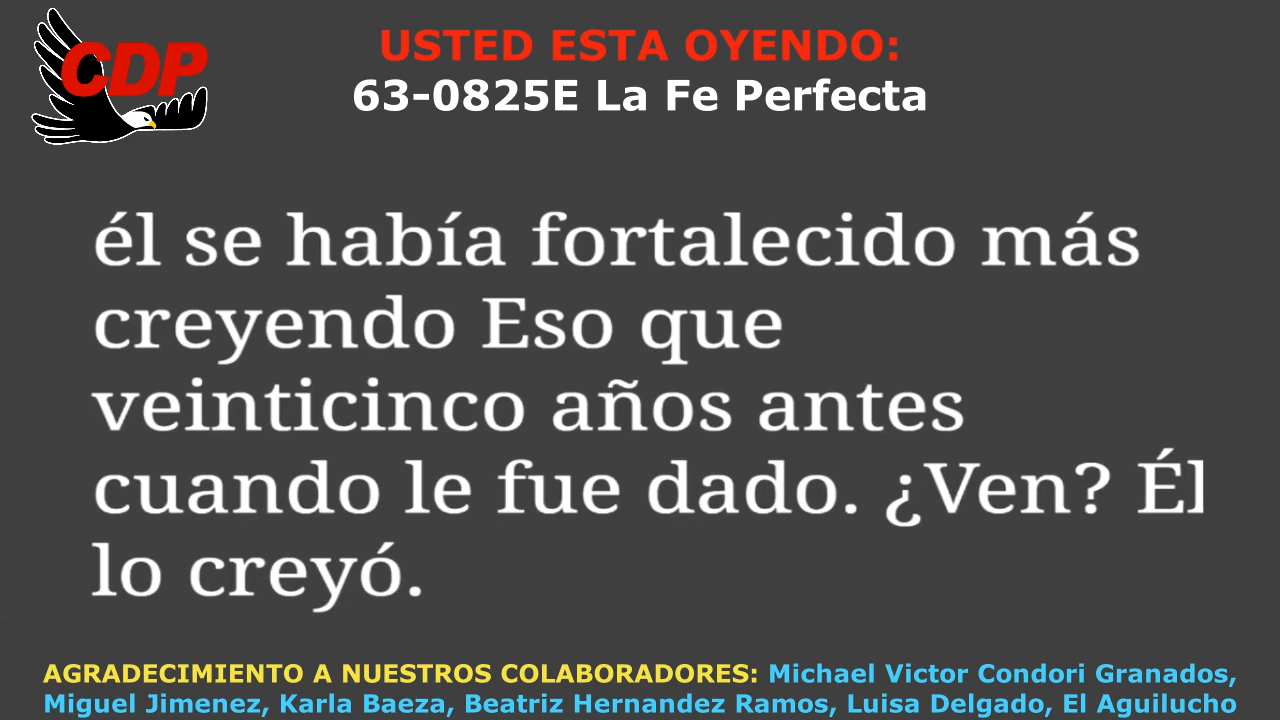 CDP
USTED ESTA OYENDO:
63-0825E La Fe Perfecta
él se había fortalecido más
creyendo Eso que
veinticinco años antes
cuando le fue dado. ¿Ven? Él
lo creyó.
AGRADECIMIENTO A NUESTROS COLABORADORES: Michael Victor Condori Granados,
Miguel Jimenez, Karla Baeza, Beatriz Hernandez Ramos, Luisa Delgado, El Aguilucho